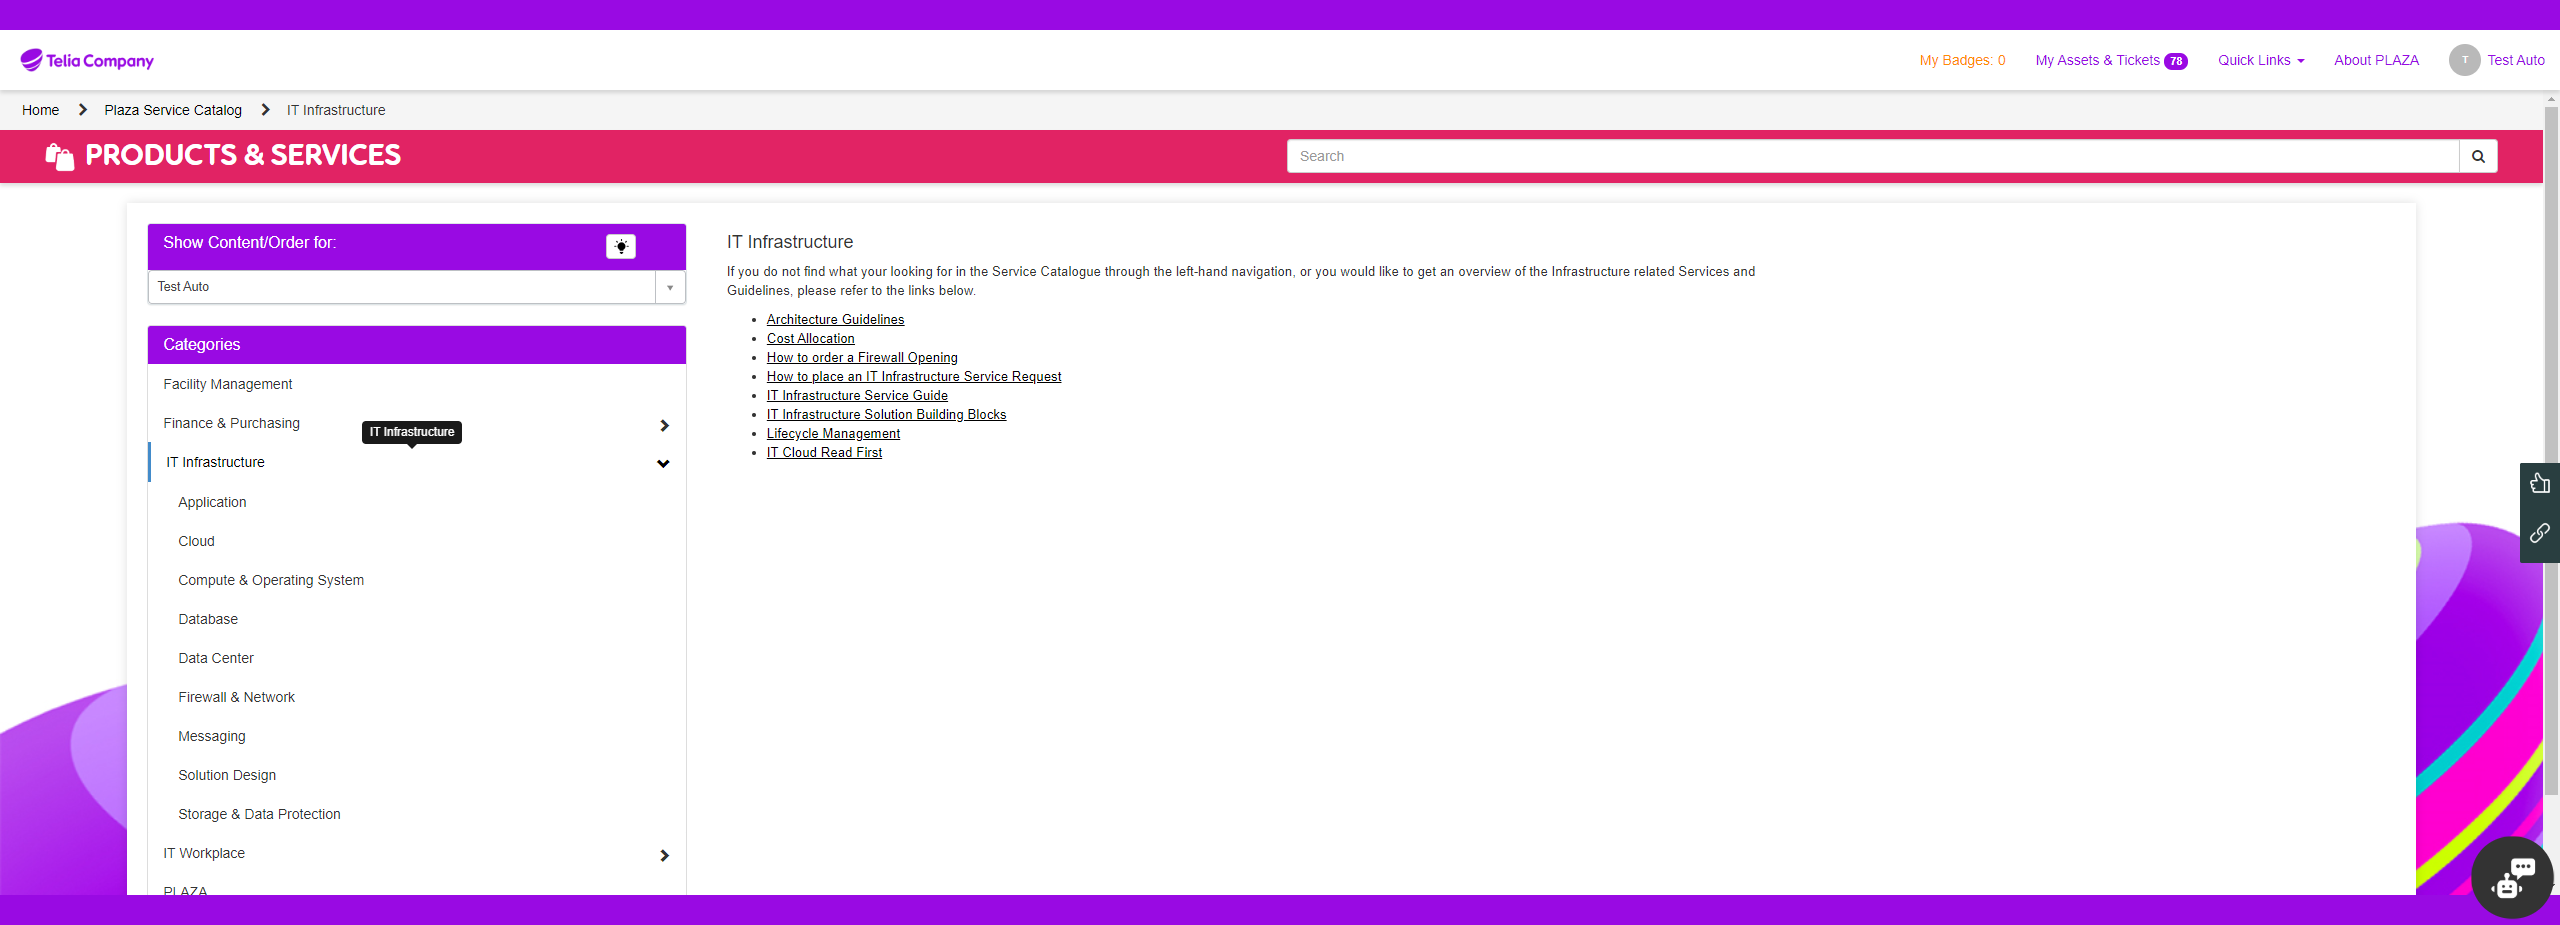 Telia Company
My Badges: 0
My Assets & Tickets 78
Quick Links
About PLAZA
T
Test Auto
Home
Plaza Service Catalog
IT Infrastructure
PRODUCTS & SERVICES
Search
Show Content/Order for:
Test Auto
Categories
Facility Management
Finance & Purchasing
IT Infrastructure
IT Infrastructure
Application
Cloud
Compute & Operating System
Database
Data Center
Firewall & Network
Messaging
Solution Design
Storage & Data Protection
IT Workplace
PLAZA
IT Infrastructure
If you do not find what your looking for in the Service Catalogue through the left-hand navigation, or you would like to get an overview of the Infrastructure related Services and
Guidelines, please refer to the links below.
Architecture Guidelines
Cost Allocation
How to order a Firewall Opening
How to place an IT Infrastructure Service Request
IT Infrastructure Service Guide
IT Infrastructure Solution Building Blocks
Lifecycle Management
IT Cloud Read First